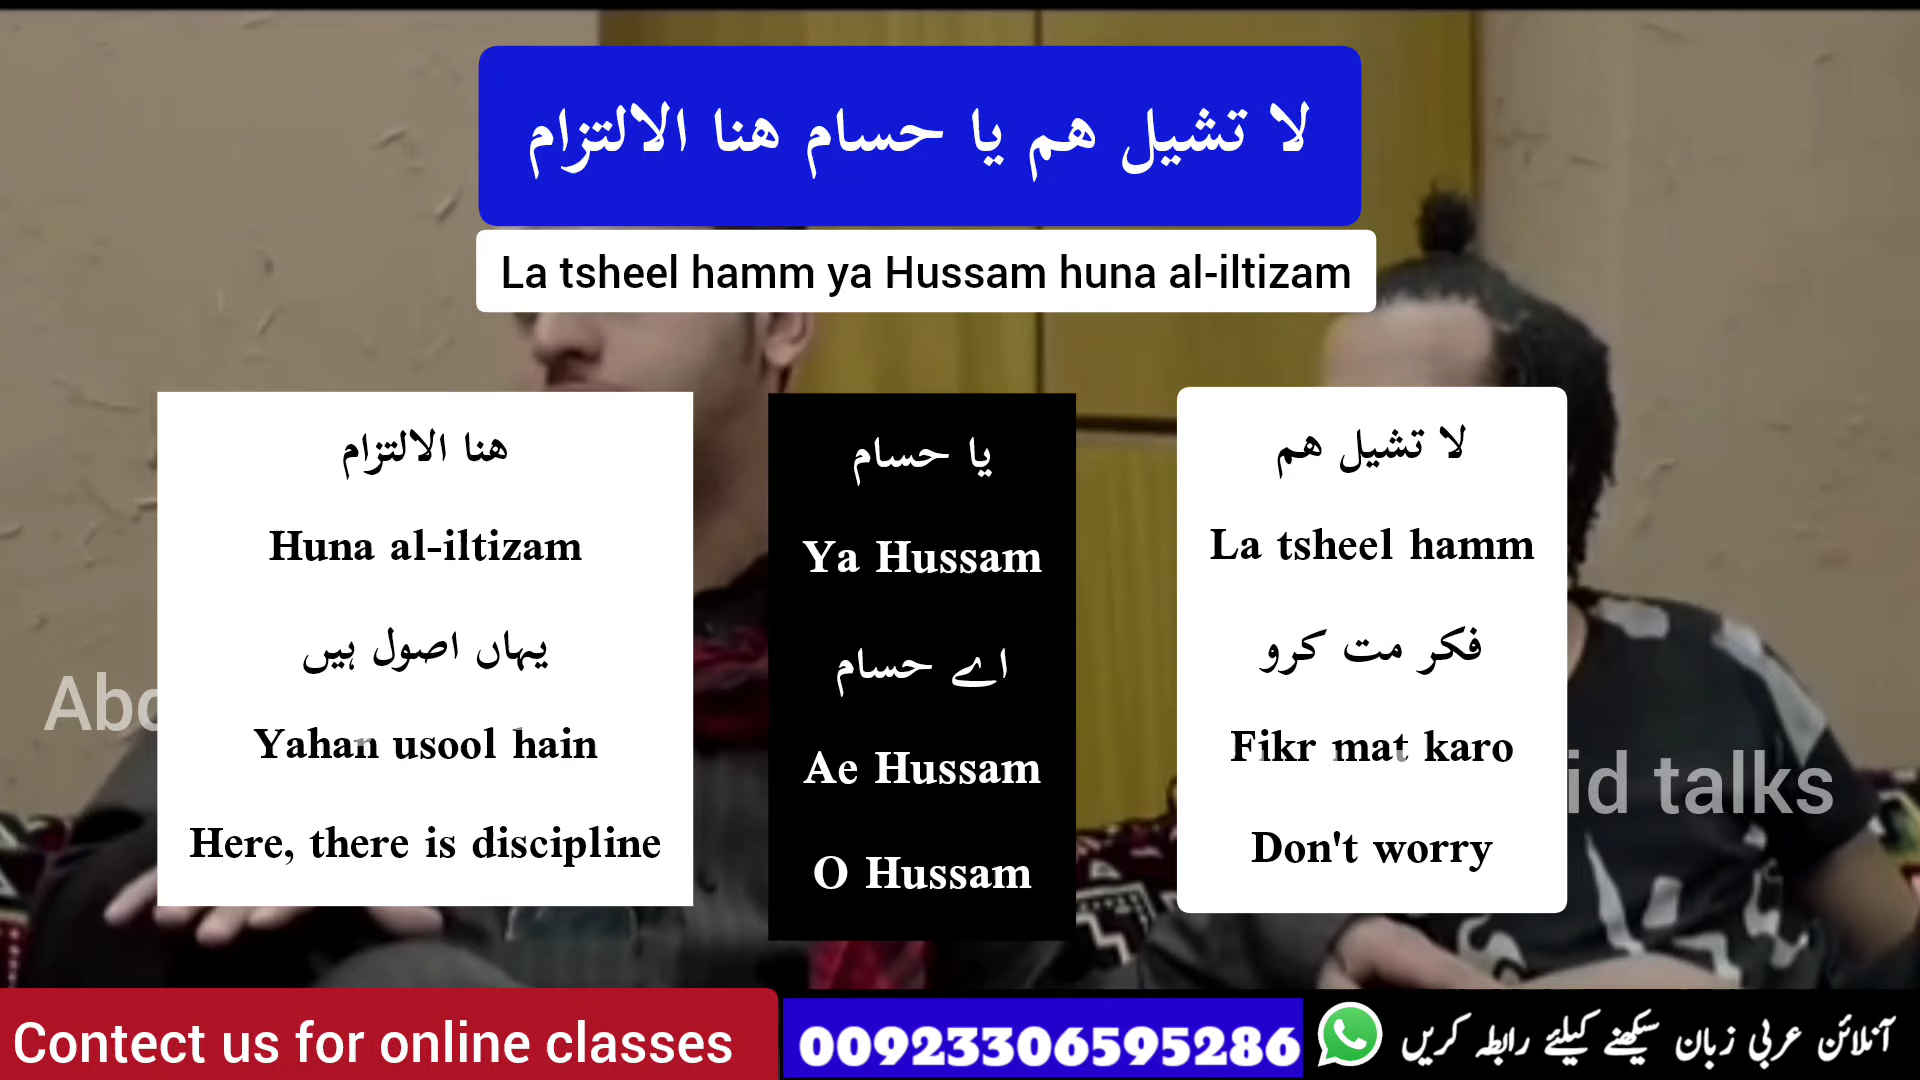 لا تشيل هم يا حسام هنا الالتزام
La tsheel hamm ya Hussam huna al-iltizam
لا تشيل هم
La tsheel hamm
فکر مت کرو
Fikr mat karo
Don't worry
يا حسام
Ya Hussam
اے حسام
Ae Hussam
O Hussam
هنا الالتزام
Huna al-iltizam
یہاں اصول ہیں
Yahan usool hain
Here, there is discipline
id talks
Contect us for online classes
00923306595286
آنلائن عربی زبان سیکھنے کیلئے رابطہ کریں